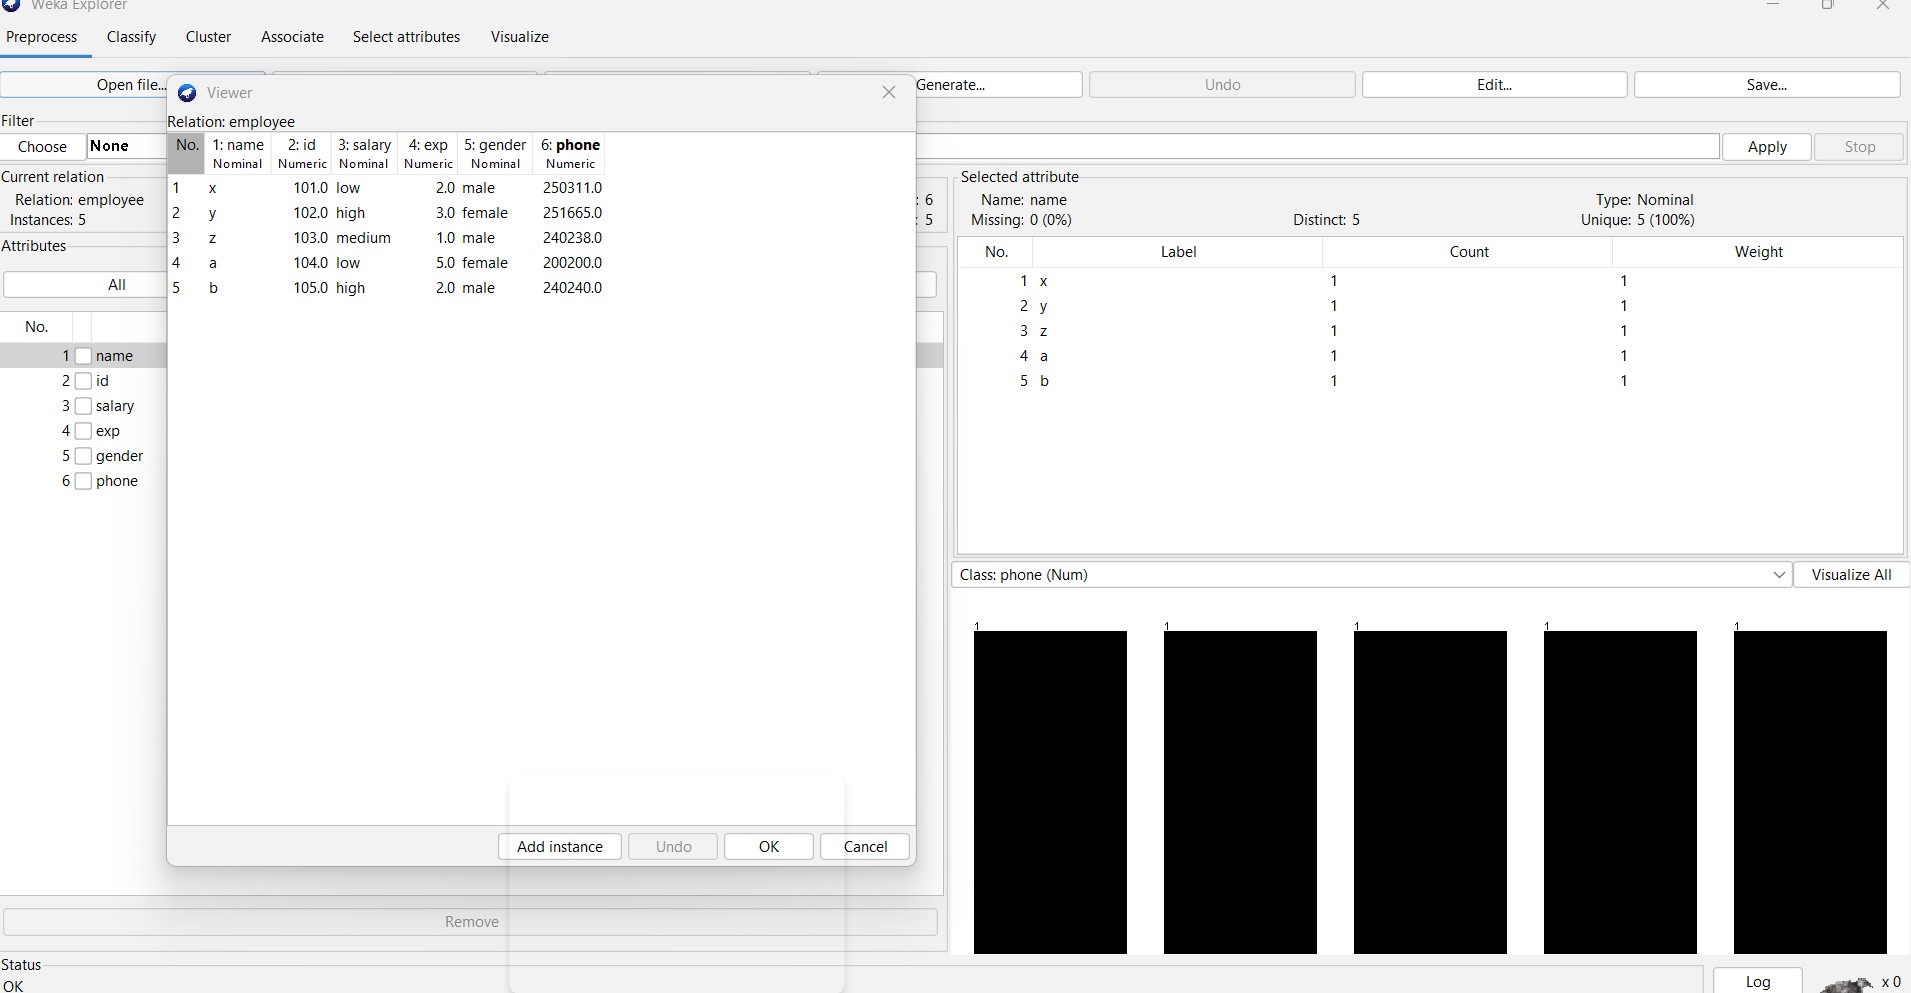 Weka Explorer
Preprocess Classify Cluster Associate Select attributes Visualize
Open file... Generate... Undo Edit... Save...
Filter
Choose None Apply Stop
Current relation
Relation: employee
Instances: 5
: 6
: 5
Attributes
All
No.
1 name
2 id
3 salary
4 exp
5 gender
6 phone
Remove
Status
OK
Viewer
Relation: employee
No. 1: name 2: id 3: salary 4: exp 5: gender 6: phone
Nominal Numeric Nominal Numeric Nominal Numeric
1 x 101.0 low 2.0 male 250311.0
2 y 102.0 high 3.0 female 251665.0
3 z 103.0 medium 1.0 male 240238.0
4 a 104.0 low 5.0 female 200200.0
5 b 105.0 high 2.0 male 240240.0
Add instance Undo OK Cancel
Selected attribute
Name: name Type: Nominal
Missing: 0 (0%) Distinct: 5 Unique: 5 (100%)
No. Label Count Weight
1 x 1 1
2 y 1 1
3 z 1 1
4 a 1 1
5 b 1 1
Class: phone (Num) Visualize All
1 1 1 1 1
Log x 0